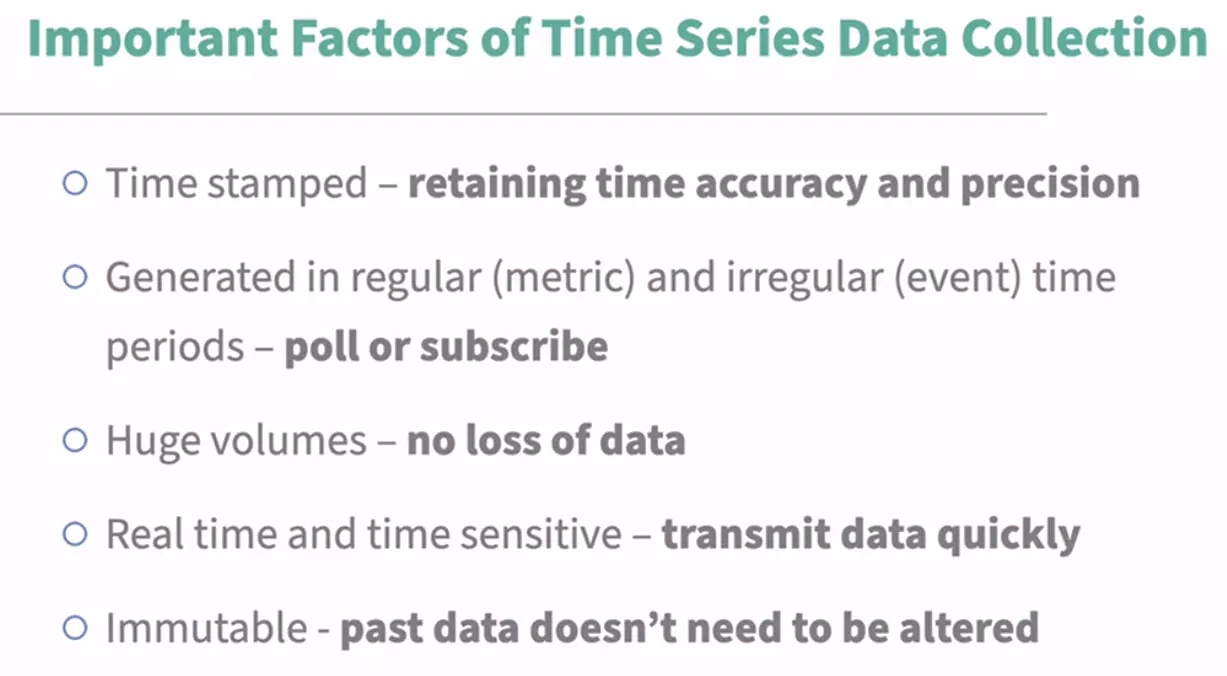 Important Factors of Time Series Data Collection
Time stamped – retaining time accuracy and precision
Generated in regular (metric) and irregular (event) time
periods – poll or subscribe
Huge volumes – no loss of data
Real time and time sensitive – transmit data quickly
Immutable - past data doesn’t need to be altered